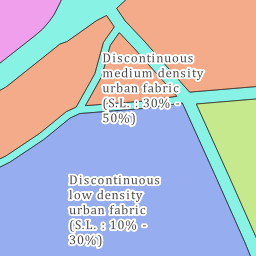 Discontinuous
medium density
urban fabric
(S.L. : 30% -
50%)
Discontinuous
low density
urban fabric
(S.L. : 10% -
30%)